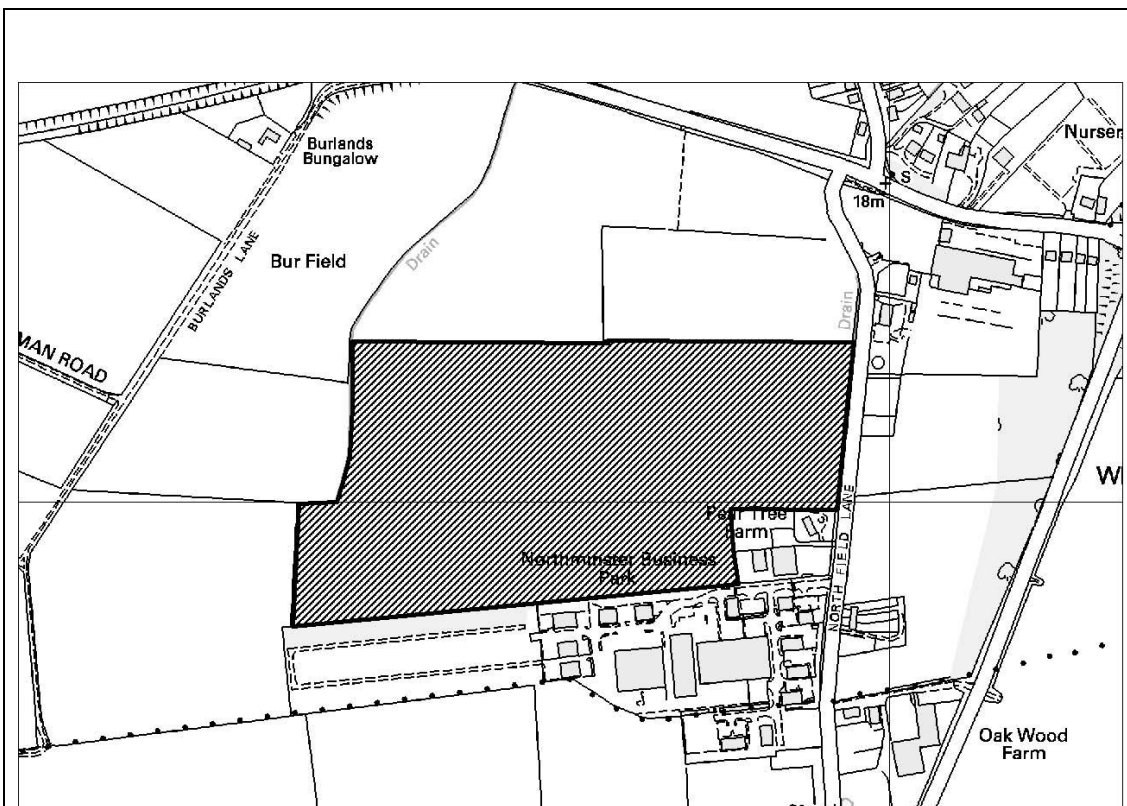 Burlands
Bungalow
Nurser
S
18m
BURLANDS LANE
Bur Field
Drain
Drain
MAN ROAD
W
Pear Tree
Farm
Northminster Business
Park
NORTH FIELD LANE
Oak Wood
Farm